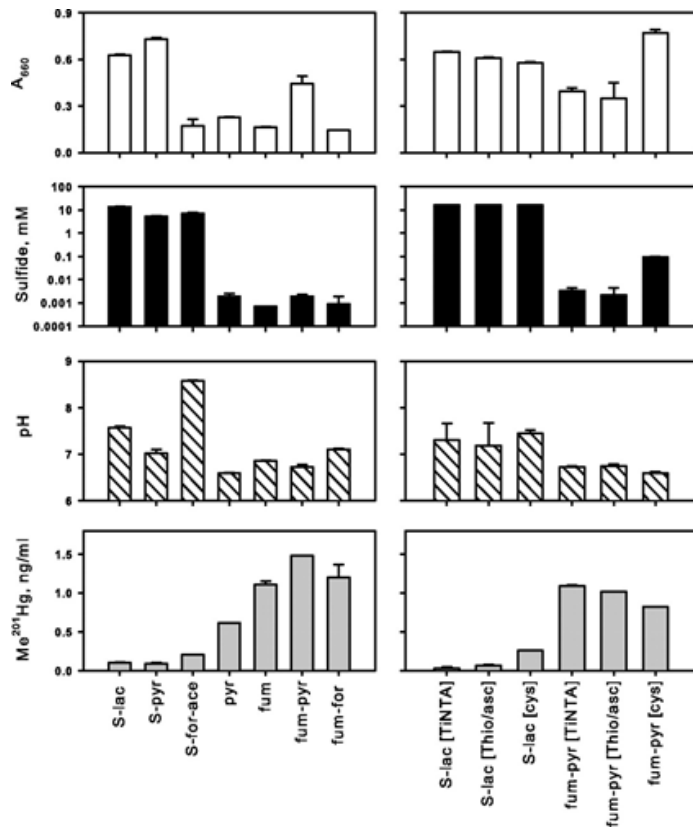 A660
0.9
0.6
0.3
0.0
Sulfide, mM
100
10
1
0.1
0.01
0.001
0.0001
pH
9
8
7
6
Me201Hg, ng/ml
1.5
1.0
0.5
0.0
S-lac
S-pyr
S-for-ace
pyr
fum
fum-pyr
fum-for
S-lac [TiNTA]
S-lac [Thio/asc]
S-lac [cys]
fum-pyr [TiNTA]
fum-pyr [Thio/asc]
fum-pyr [cys]